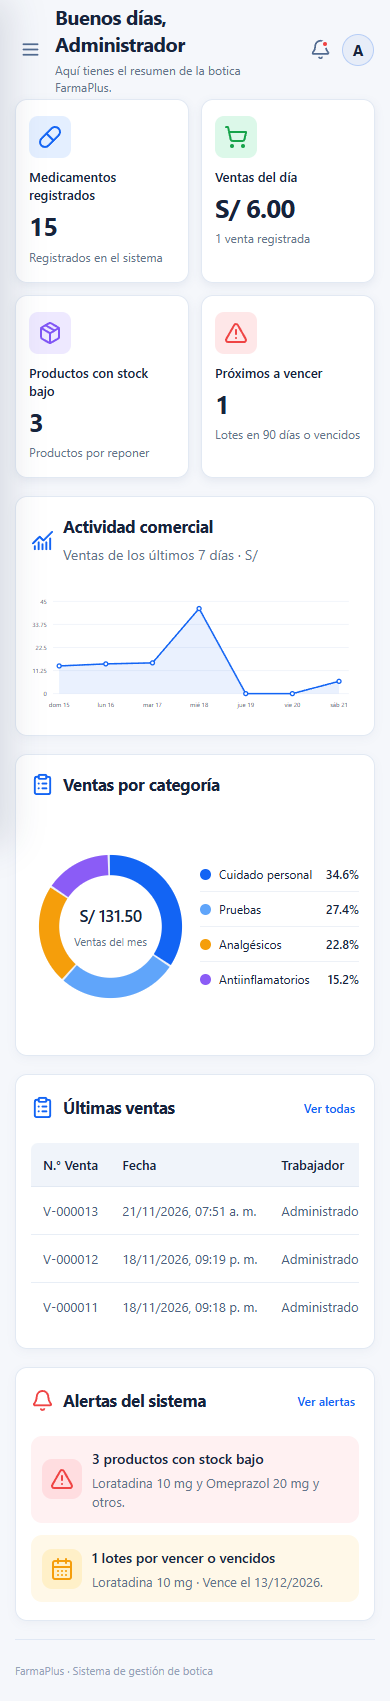 Buenos días,
Administrador
Aquí tienes el resumen de la botica
FarmaPlus.
A
Medicamentos
registrados
15
Registrados en el sistema
Ventas del día
S/ 6.00
1 venta registrada
Productos con stock
bajo
3
Productos por reponer
Próximos a vencer
1
Lotes en 90 días o vencidos
Actividad comercial
Ventas de los últimos 7 días · S/
45
33.75
22.5
11.25
0
dom 15 lun 16 mar 17 mié 18 jue 19 vie 20 sáb 21
Ventas por categoría
S/ 131.50
Ventas del mes
Cuidado personal 34.6%
Pruebas 27.4%
Analgésicos 22.8%
Antiinflamatorios 15.2%
Últimas ventas Ver todas
N.° Venta Fecha Trabajador
V-000013 21/11/2026, 07:51 a. m. Administrado
V-000012 18/11/2026, 09:19 p. m. Administrado
V-000011 18/11/2026, 09:18 p. m. Administrado
Alertas del sistema Ver alertas
3 productos con stock bajo
Loratadina 10 mg y Omeprazol 20 mg y
otros.
1 lotes por vencer o vencidos
Loratadina 10 mg · Vence el 13/12/2026.
FarmaPlus · Sistema de gestión de botica